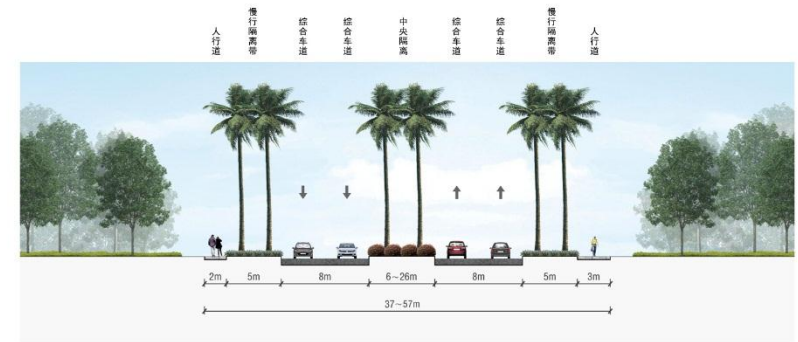 人行道
慢行隔离带
综合车道
综合车道
中央隔离
综合车道
综合车道
慢行隔离带
人行道
2m
5m
8m
6~26m
8m
5m
3m
37~57m